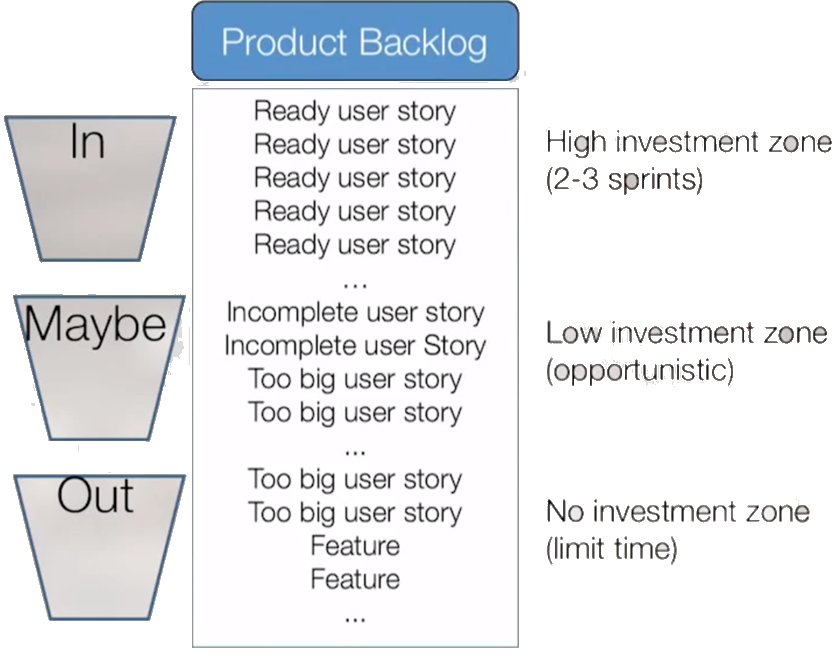 Product Backlog
In
Ready user story
Ready user story
Ready user story
Ready user story
Ready user story
...
High investment zone
(2-3 sprints)
Maybe
Incomplete user story
Incomplete user Story
Too big user story
Too big user story
...
Low investment zone
(opportunistic)
Out
Too big user story
Too big user story
Feature
Feature
...
No investment zone
(limit time)